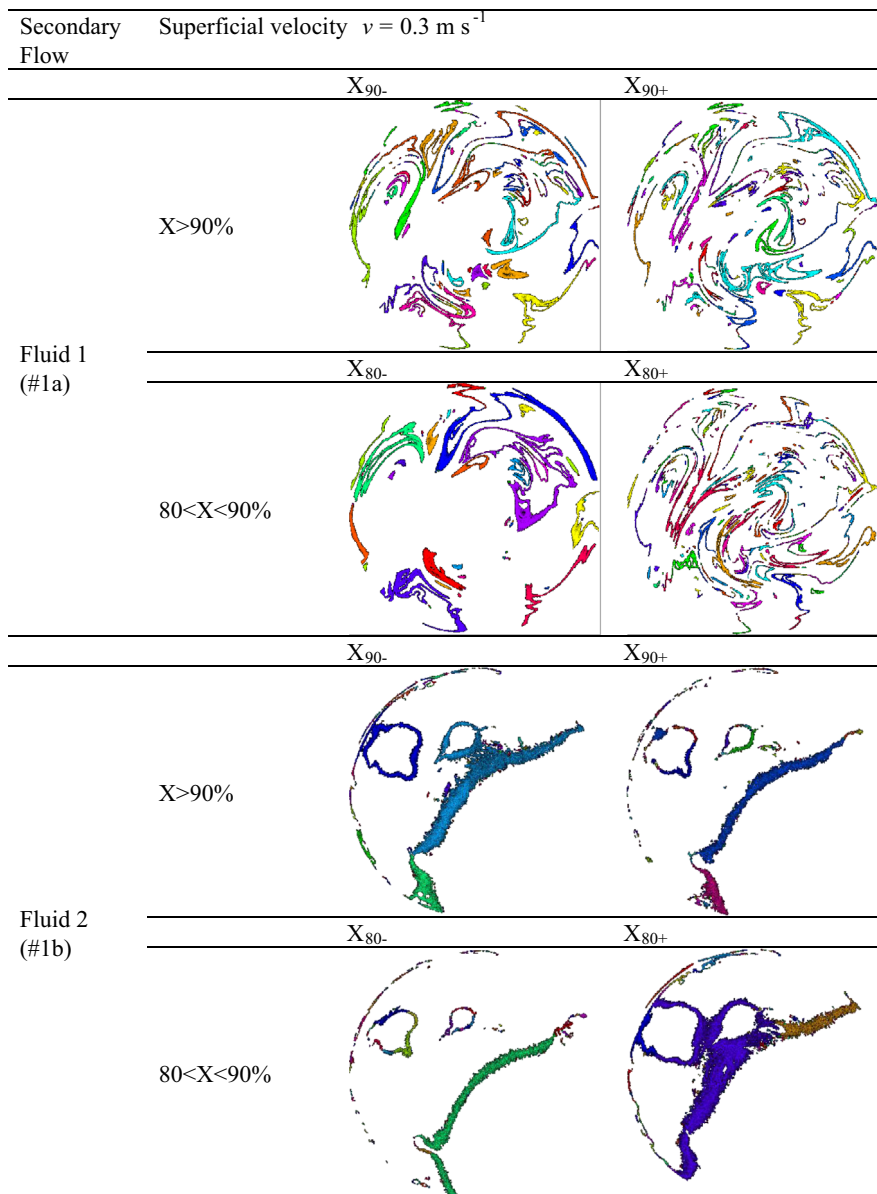 Secondary Flow Superficial velocity v = 0.3 m s⁻¹
X₉₀₋ X₉₀₊
X>90%
Fluid 1
(#1a)
X₈₀₋ X₈₀₊
80<X<90%
X₉₀₋ X₉₀₊
X>90%
Fluid 2
(#1b)
X₈₀₋ X₈₀₊
80<X<90%